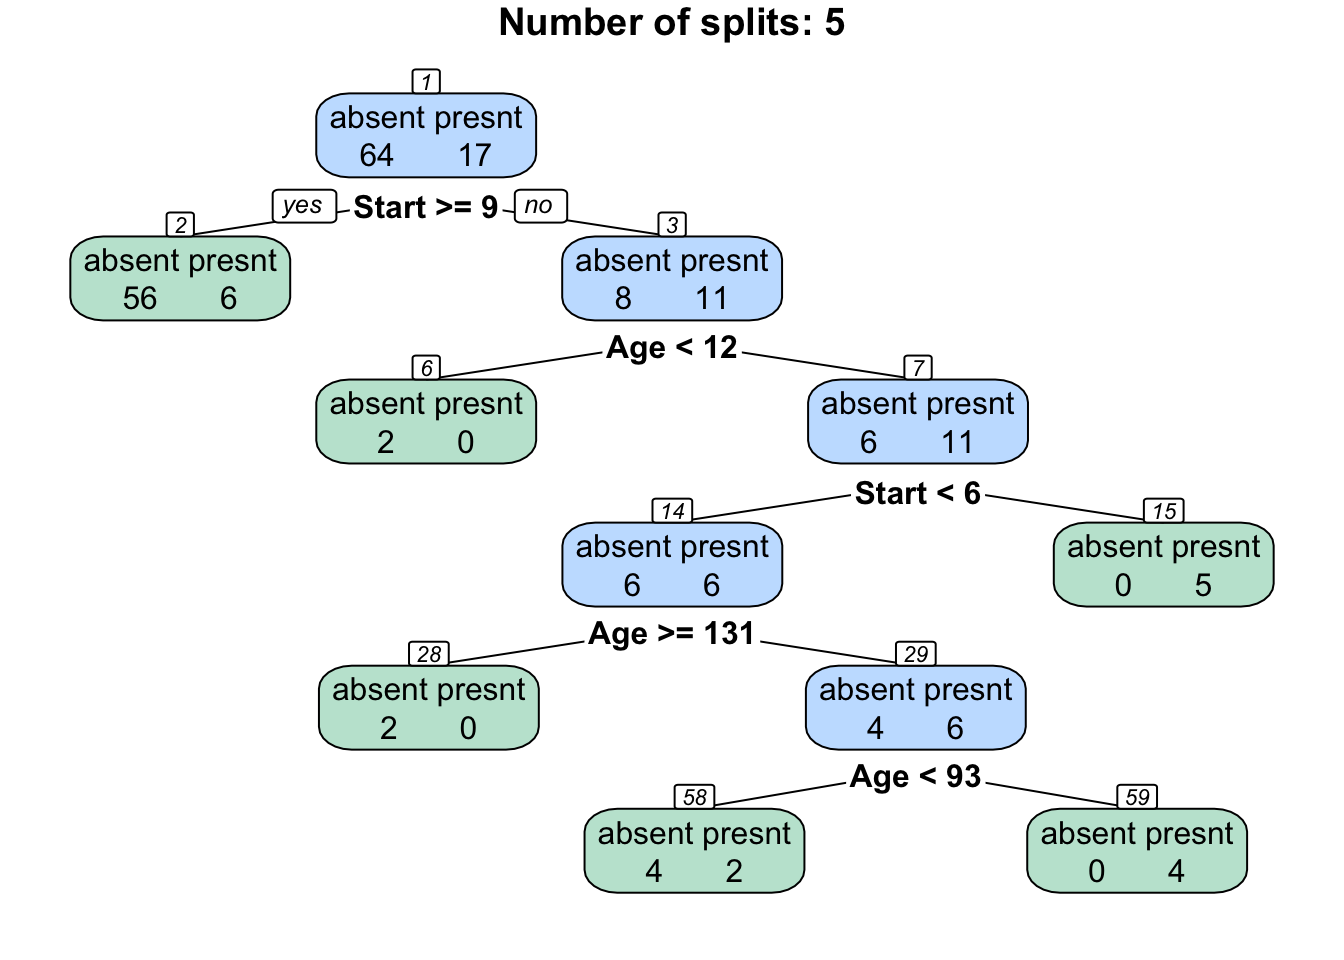 Number of splits: 5
1
absent presnt
64 17
yes Start >= 9 no
2
absent presnt
56 6
3
absent presnt
8 11
Age < 12
6
absent presnt
2 0
7
absent presnt
6 11
Start < 6
14
absent presnt
6 6
15
absent presnt
0 5
Age >= 131
28
absent presnt
2 0
29
absent presnt
4 6
Age < 93
58
absent presnt
4 2
59
absent presnt
0 4